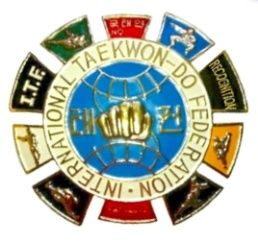 INTERNATIONAL TAEKWON-DO FEDERATION
I.T.F.
RECOGNITION
태 권